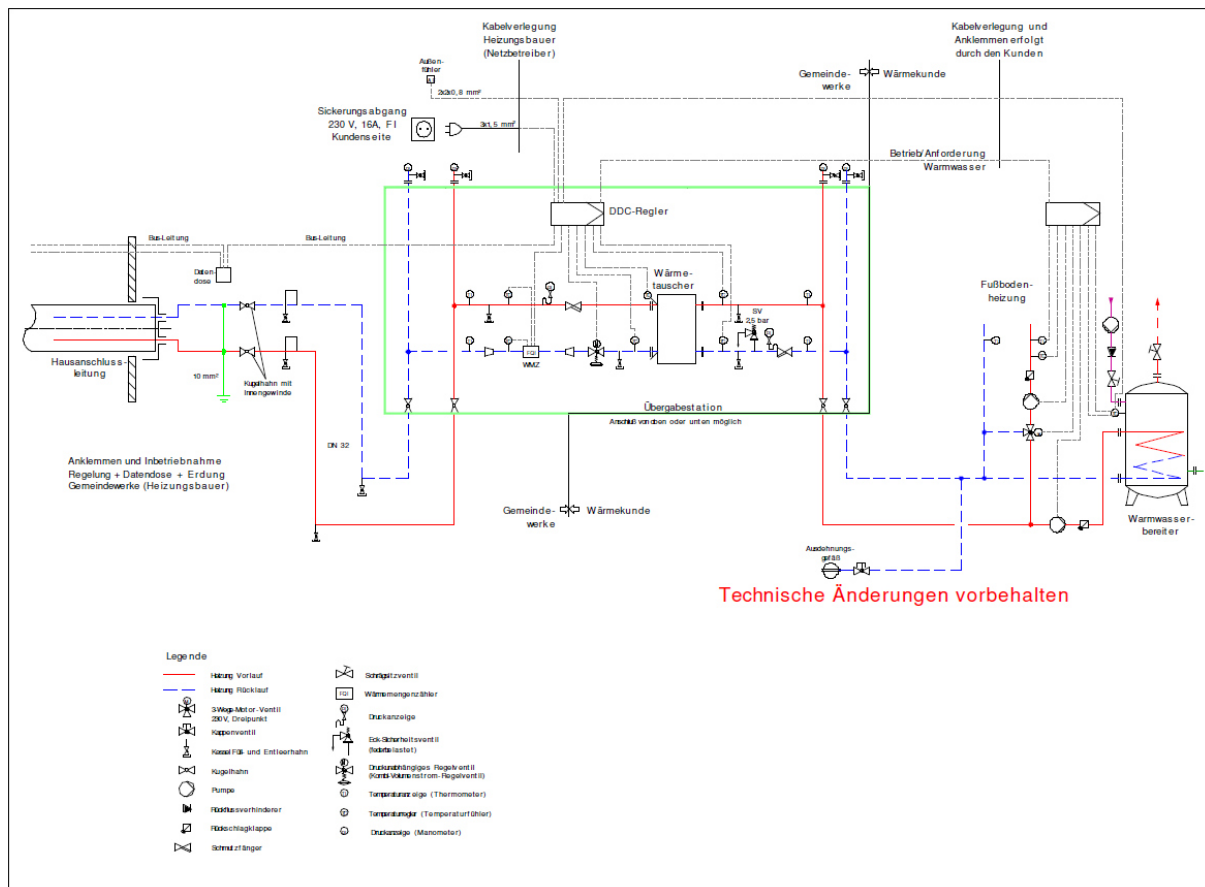 Kabelverlegung
Heizungsbauer
(Netzbetreiber)
Kabelverlegung und
Anklemmen erfolgt
durch den Kunden
Außen-
fühler
2x2x0,8 mm²
Gemeinde-
werke
Wärmekunde
Sickerungsabgang
230 V, 16A, FI
Kundenseite
3x1,5 mm²
Betrieb/Anforderung
Warmwasser
DDC-Regler
Bus-Leitung
Bus-Leitung
Daten-
dose
Wärme-
tauscher
Fußboden-
heizung
SV
2,5 bar
FQI
WMZ
Hausanschluss-
leitung
10 mm²
Kugelhahn mit
Innengewinde
Übergabestation
Anschluß von oben oder unten möglich
DN 32
Anklemmen und Inbetriebnahme
Regelung + Datendose + Erdung
Gemeindewerke (Heizungsbauer)
Gemeinde-
werke
Wärmekunde
Warmwasser-
bereiter
Ausdehnungs-
gefäß
Technische Änderungen vorbehalten
Legende
Heizung Vorlauf
Heizung Rücklauf
3-Wege-Motor-Ventil
230V, Dreipunkt
Kappenventil
Kessel Füll- und Entleerhahn
Kugelhahn
Pumpe
Rückflussverhinderer
Rückschlagklappe
Schmutzfänger
Schrägsitzventil
FQI
Wärmemengenzähler
Druckanzeige
Eck-Sicherheitsventil
(federbelastet)
Druckunabhängiges Regelventil
(Kombi-Volumenstrom-Regelventil)
Temperaturanzeige (Thermometer)
Temperaturregler (Temperaturfühler)
Druckanzeige (Manometer)